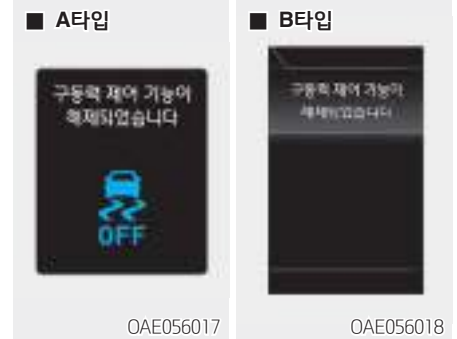 ■ A타입
구동력 제어 기능이
해제되었습니다
OFF
OAE056017
■ B타입
구동력 제어 기능이
해제되었습니다
OAE056018